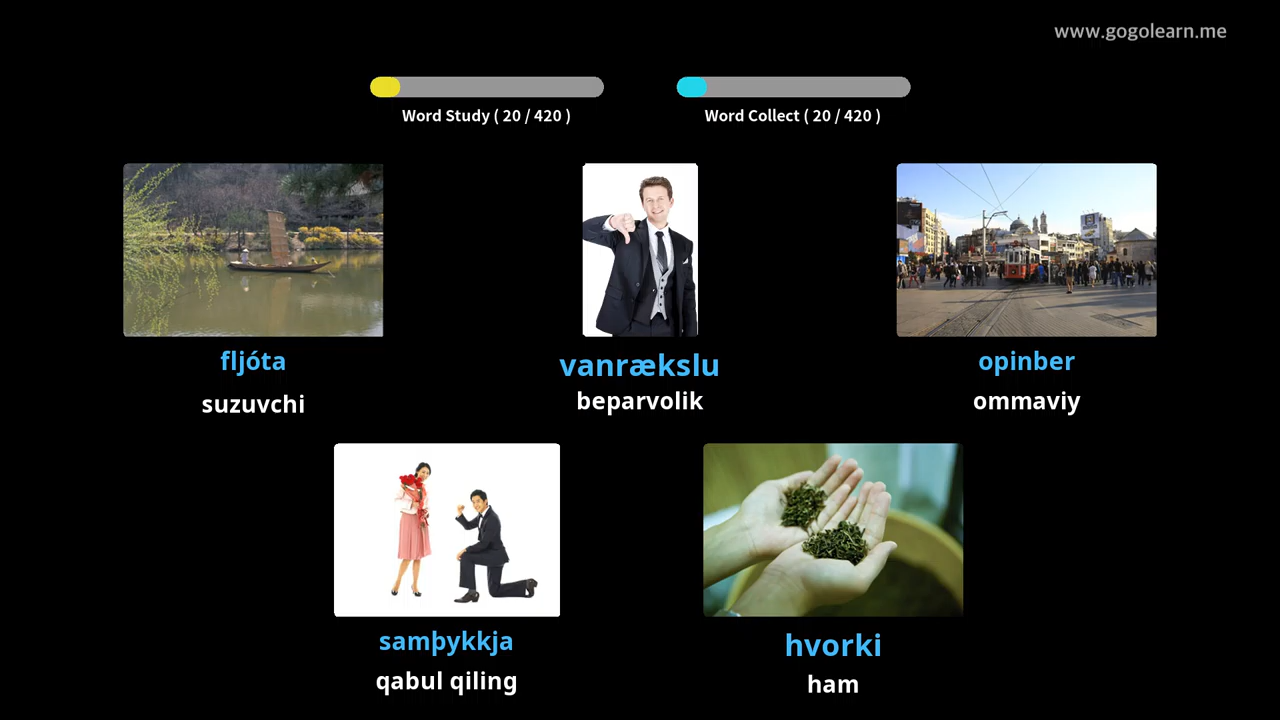 www.gogolearn.me
Word Study ( 20 / 420 )
Word Collect ( 20 / 420 )
fljóta
suzuvchi
vanrækslu
beparvolik
opinber
ommaviy
samþykkja
qabul qiling
hvorki
ham